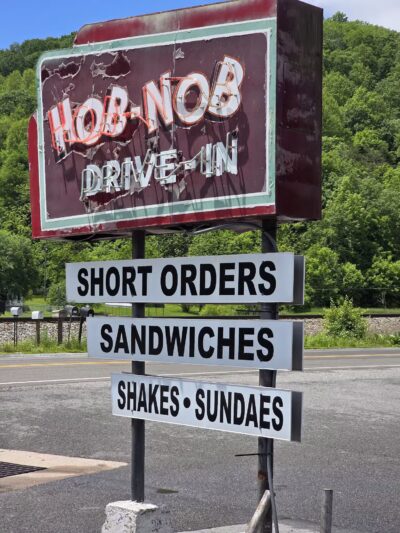 HOB-NOB
DRIVE-IN
SHORT ORDERS
SANDWICHES
SHAKES • SUNDAES